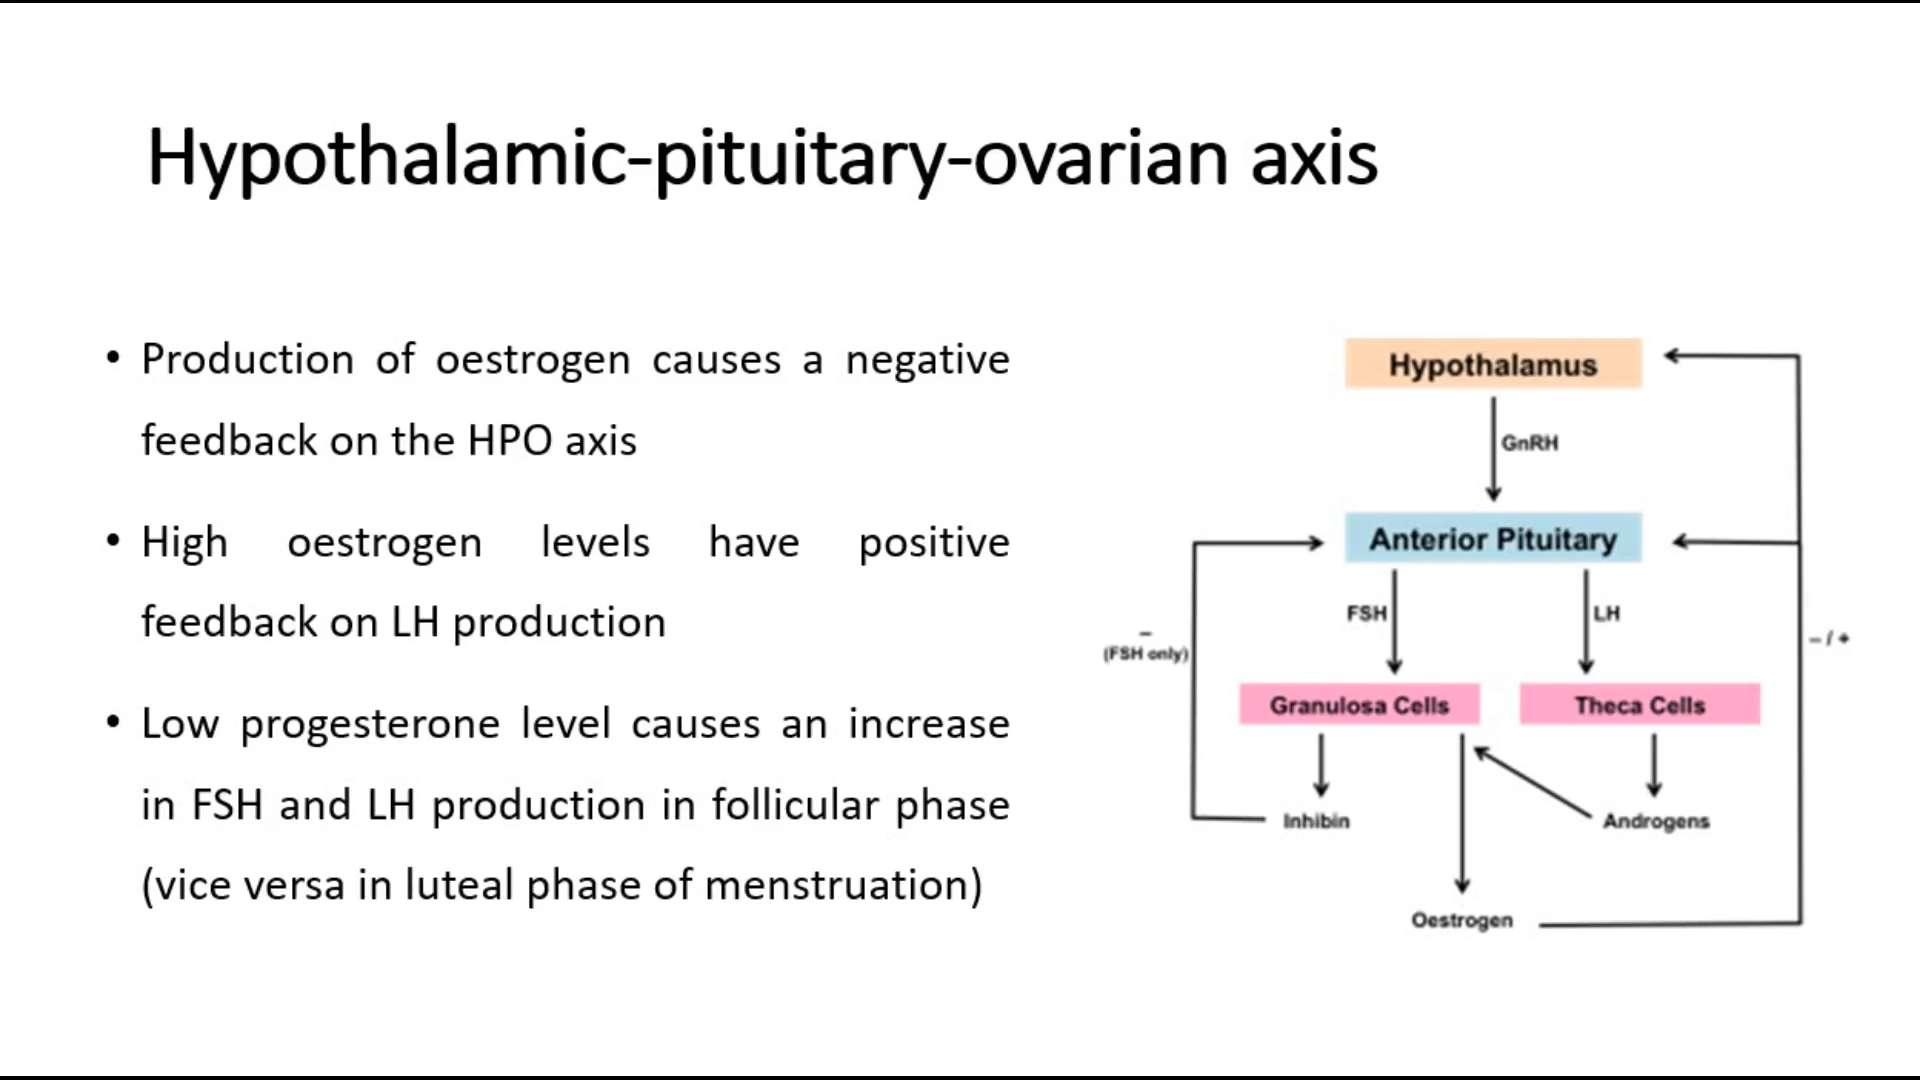 Hypothalamic-pituitary-ovarian axis
• Production of oestrogen causes a negative
feedback on the HPO axis
• High oestrogen levels have positive
feedback on LH production
• Low progesterone level causes an increase
in FSH and LH production in follicular phase
(vice versa in luteal phase of menstruation)
Hypothalamus
GnRH
Anterior Pituitary
FSH
LH
–
(FSH only)
– / +
Granulosa Cells
Theca Cells
Inhibin
Androgens
Oestrogen